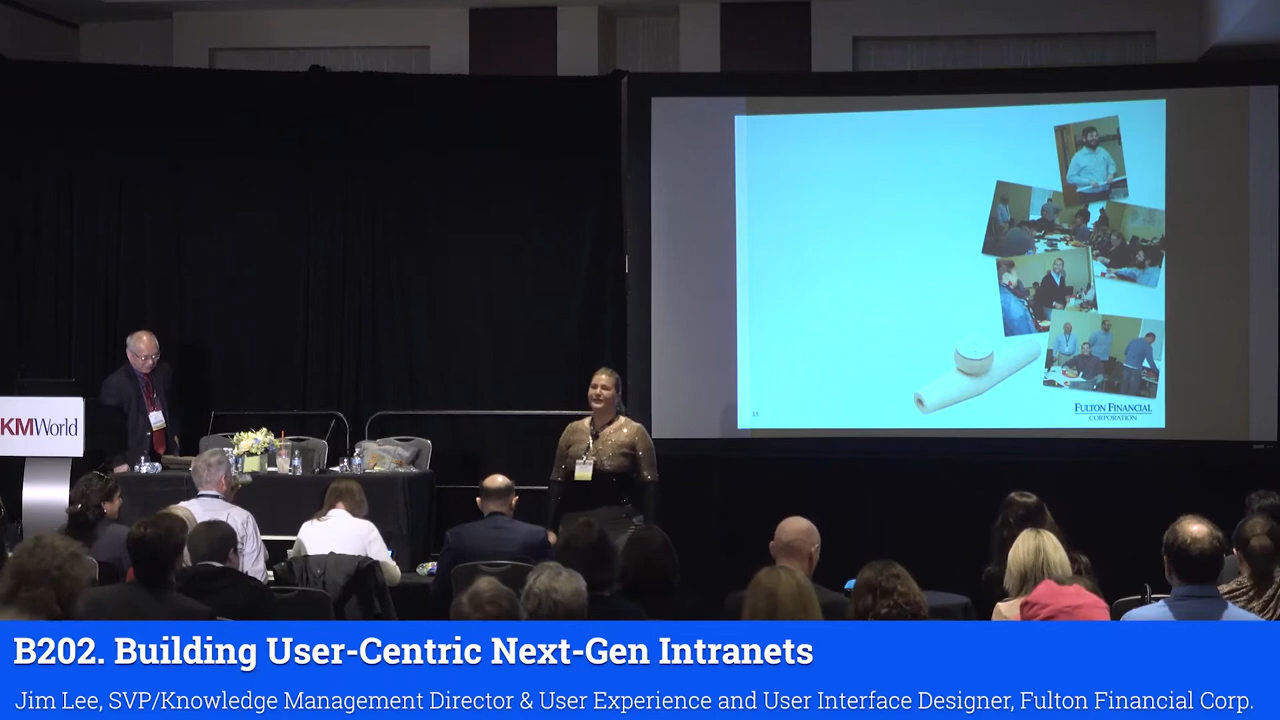 KMWorld
11
FULTON FINANCIAL
CORPORATION
B202. Building User-Centric Next-Gen Intranets
Jim Lee, SVP/Knowledge Management Director & User Experience and User Interface Designer, Fulton Financial Corp.